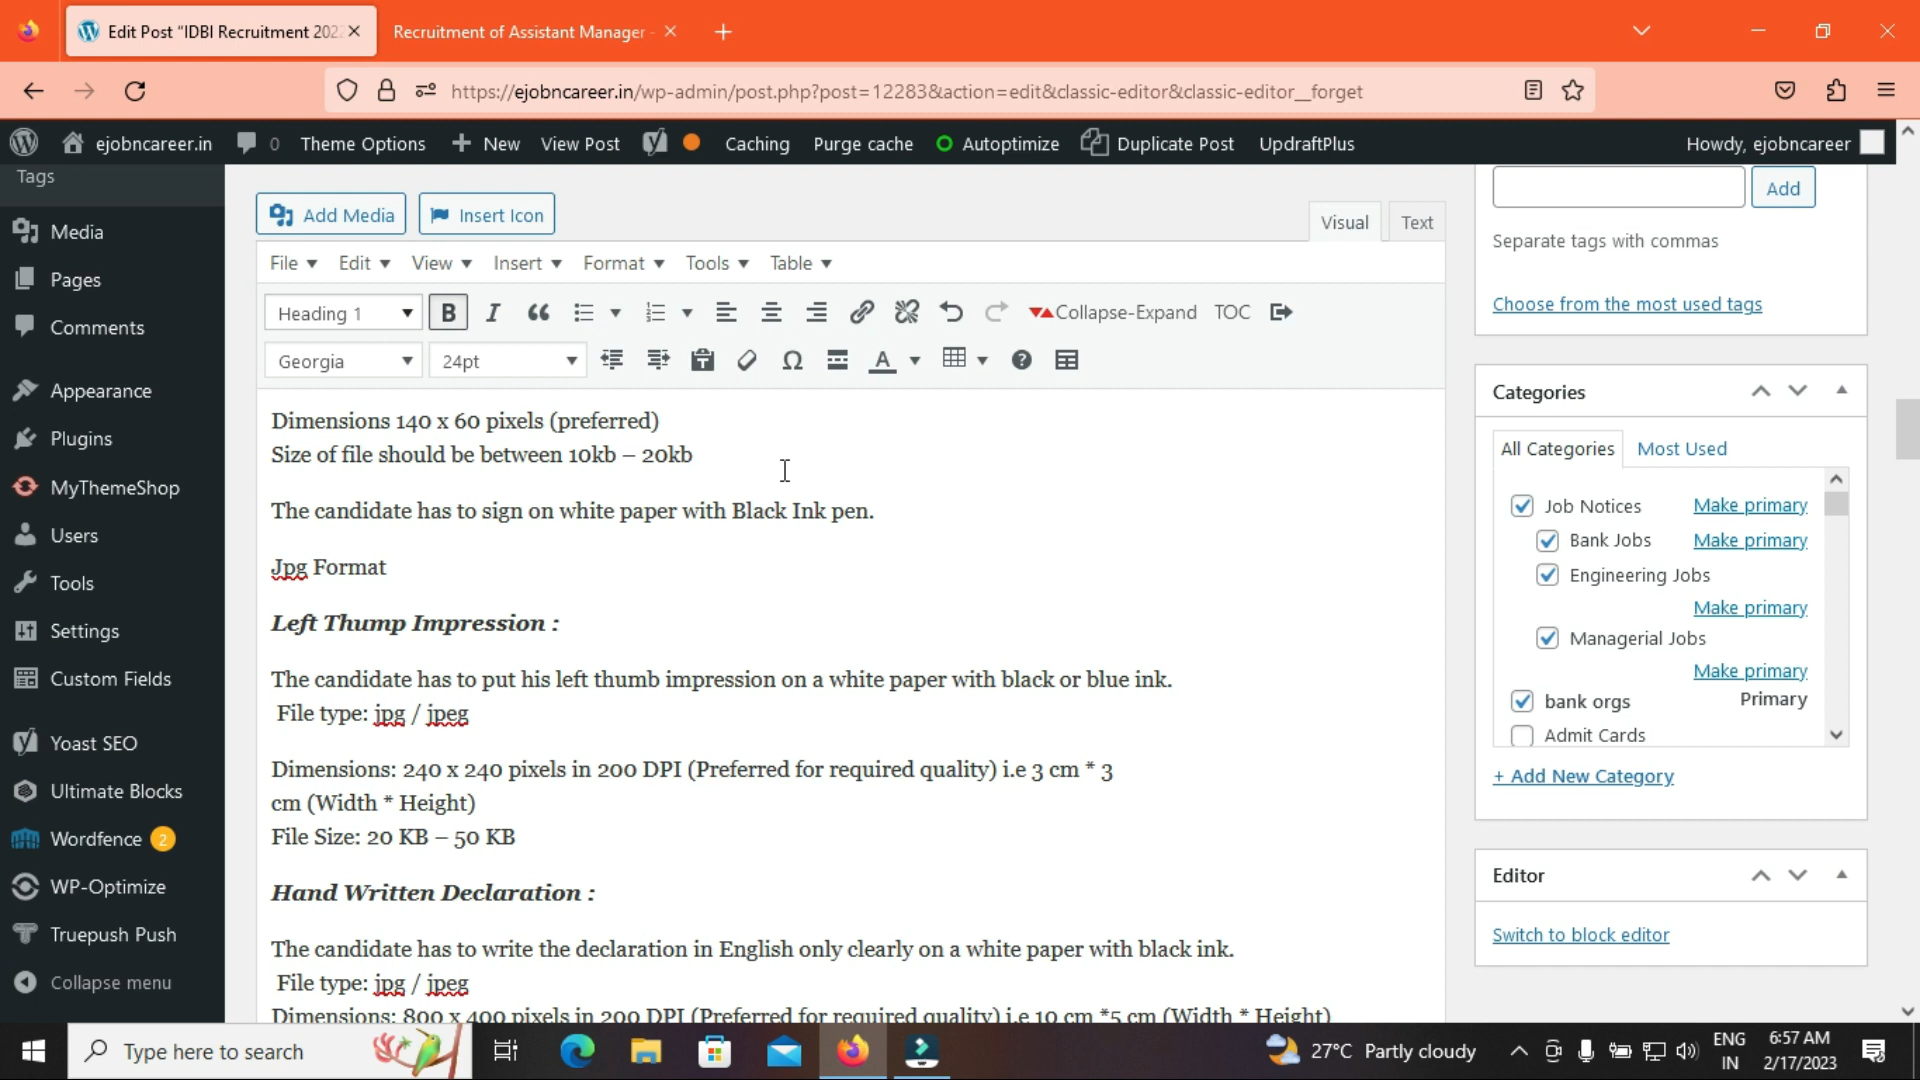 Edit Post “IDBI Recruitment 202
Recruitment of Assistant Manager -
https://ejobncareer.in/wp-admin/post.php?post=12283&action=edit&classic-editor&classic-editor__forget
ejobncareer.in
0
Theme Options
New
View Post
Caching
Purge cache
Autoptimize
Duplicate Post
UpdraftPlus
Howdy, ejobncareer
Tags
Media
Pages
Comments
Appearance
Plugins
MyThemeShop
Users
Tools
Settings
Custom Fields
Yoast SEO
Ultimate Blocks
Wordfence 2
WP-Optimize
Truepush Push
Collapse menu
Add Media
Insert Icon
Visual
Text
File
Edit
View
Insert
Format
Tools
Table
Heading 1
Collapse-Expand
TOC
Georgia
24pt
Dimensions 140 x 60 pixels (preferred)
Size of file should be between 10kb – 20kb
The candidate has to sign on white paper with Black Ink pen.
Jpg Format
Left Thump Impression :
The candidate has to put his left thumb impression on a white paper with black or blue ink.
File type: jpg / jpeg
Dimensions: 240 x 240 pixels in 200 DPI (Preferred for required quality) i.e 3 cm * 3
cm (Width * Height)
File Size: 20 KB – 50 KB
Hand Written Declaration :
The candidate has to write the declaration in English only clearly on a white paper with black ink.
File type: jpg / jpeg
Dimensions: 800 x 400 pixels in 200 DPI (Preferred for required quality) i.e 10 cm *5 cm (Width * Height)
Add
Separate tags with commas
Choose from the most used tags
Categories
All Categories
Most Used
Job Notices Make primary
Bank Jobs Make primary
Engineering Jobs
Make primary
Managerial Jobs
Make primary
bank orgs Primary
Admit Cards
+ Add New Category
Editor
Switch to block editor
Type here to search
27°C Partly cloudy
ENG
IN
6:57 AM
2/17/2023